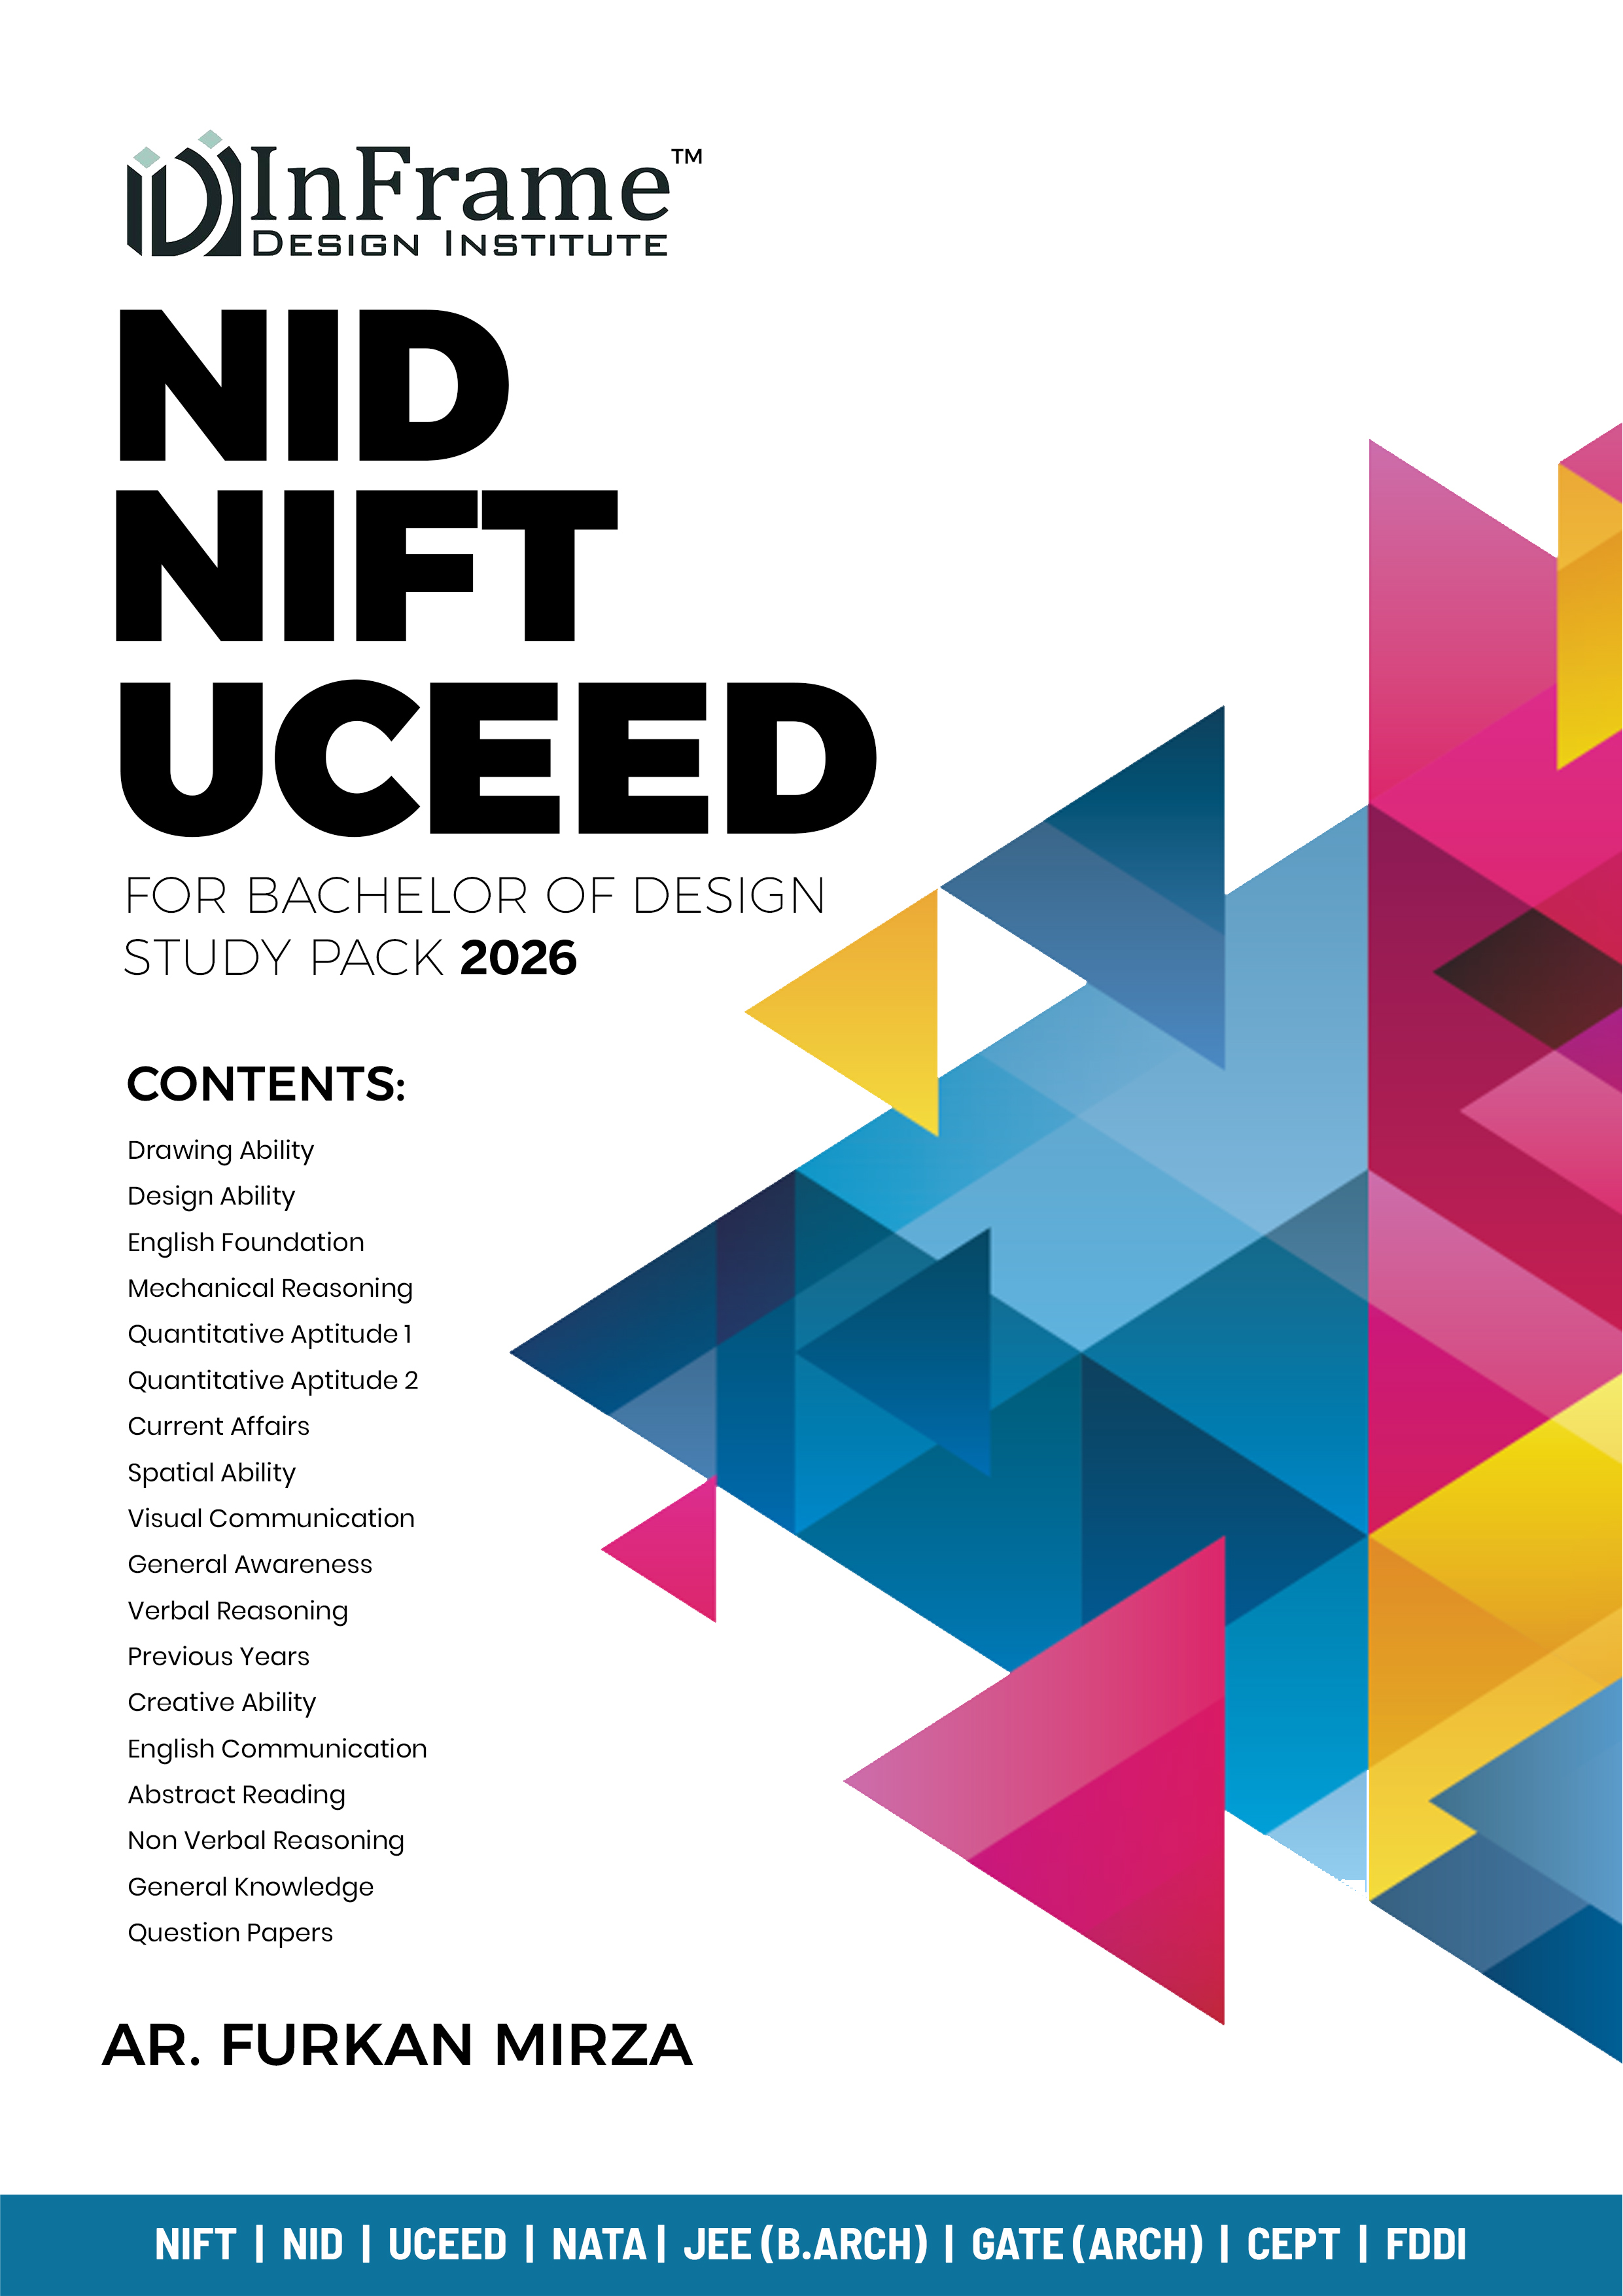 InFrame™
DESIGN INSTITUTE
NID
NIFT
UCEED
FOR BACHELOR OF DESIGN
STUDY PACK 2026
CONTENTS:
Drawing Ability
Design Ability
English Foundation
Mechanical Reasoning
Quantitative Aptitude 1
Quantitative Aptitude 2
Current Affairs
Spatial Ability
Visual Communication
General Awareness
Verbal Reasoning
Previous Years
Creative Ability
English Communication
Abstract Reading
Non Verbal Reasoning
General Knowledge
Question Papers
AR. FURKAN MIRZA
NIFT | NID | UCEED | NATA | JEE (B.ARCH) | GATE (ARCH) | CEPT | FDDI